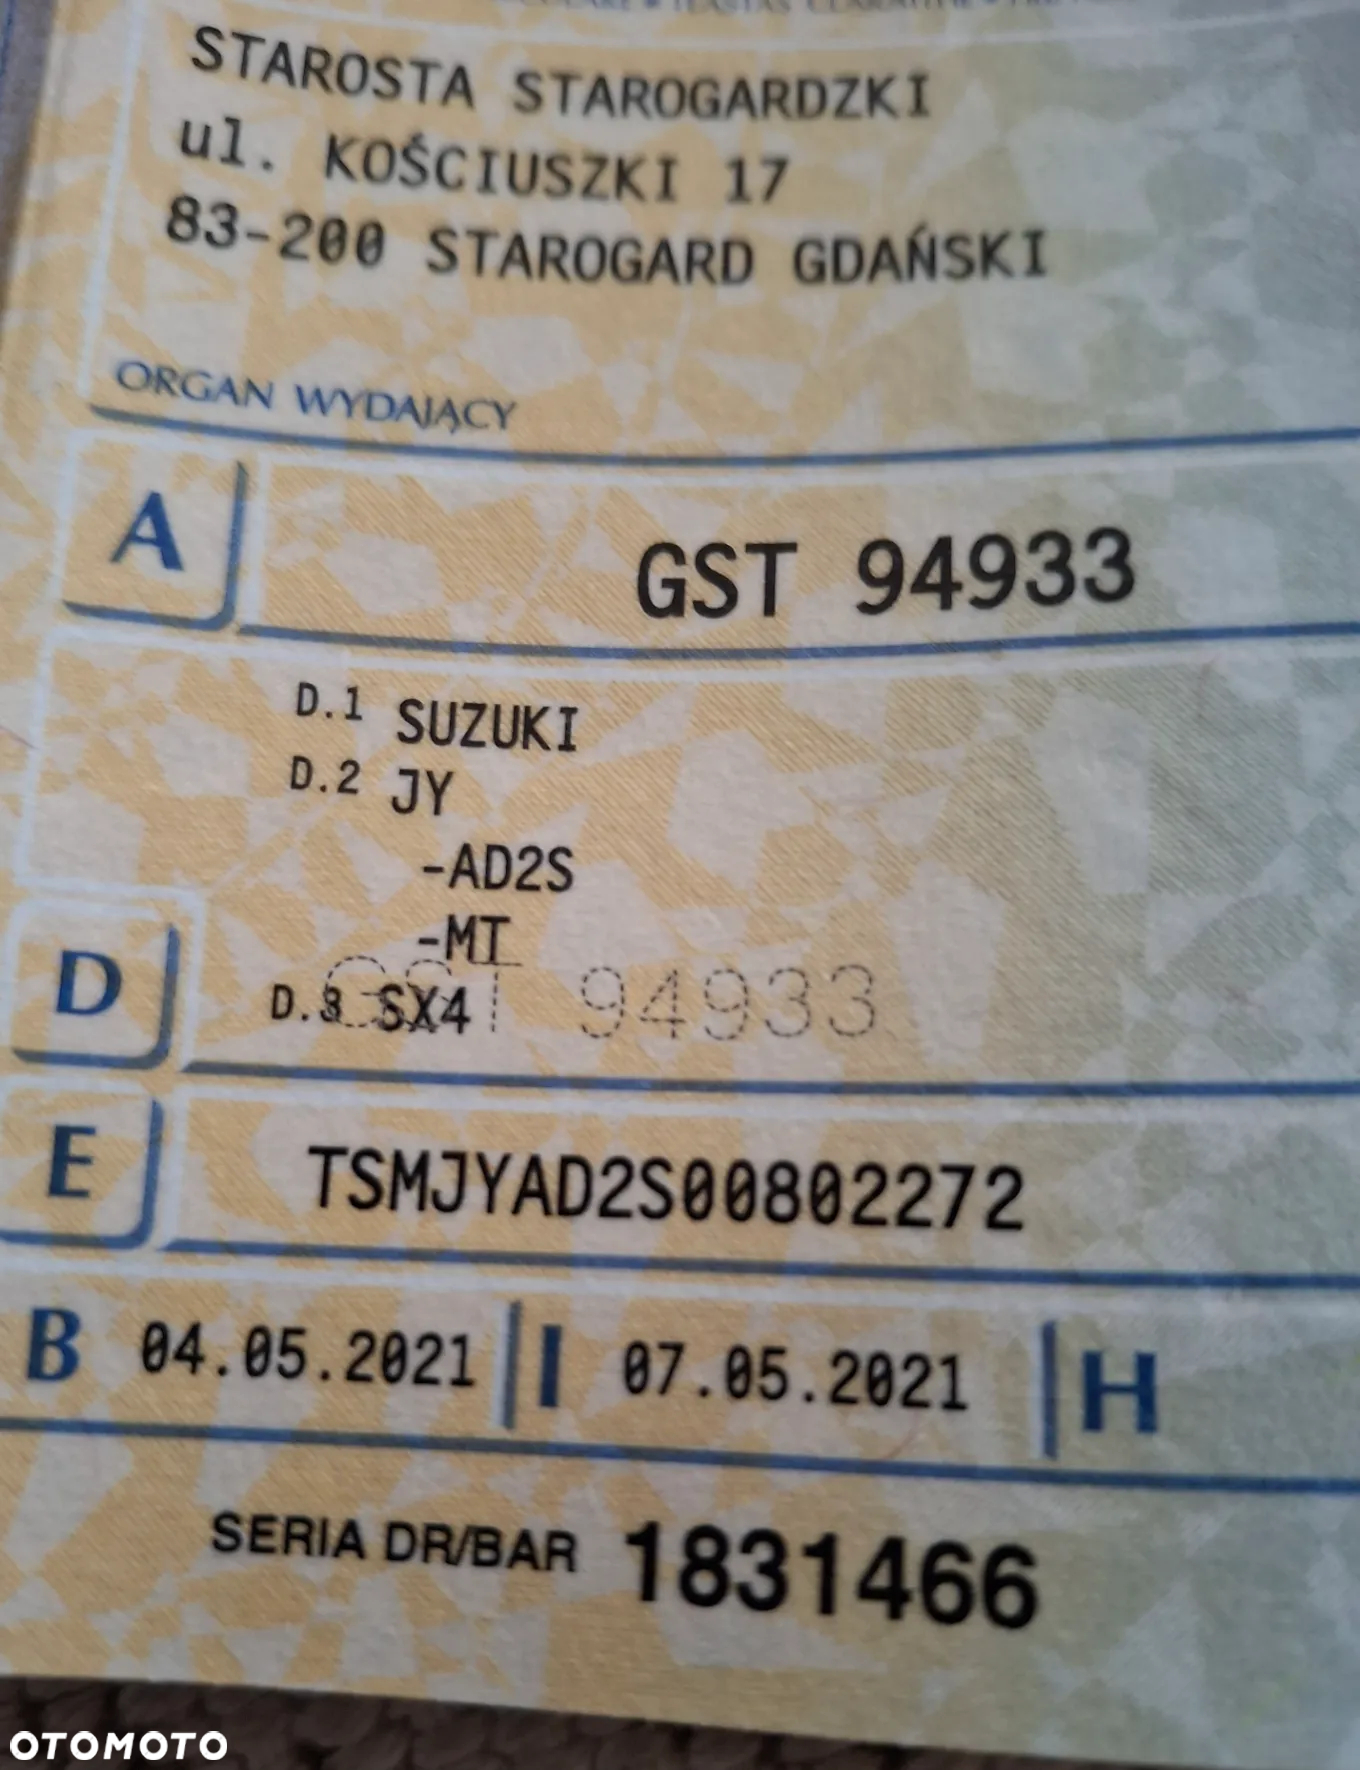 STAROSTA STAROGARDZKI
ul. KOŚCIUSZKI 17
83-200 STAROGARD GDAŃSKI
ORGAN WYDAJĄCY
A GST 94933
D.1 SUZUKI
D.2 JY
-AD2S
-MT
D D.3 SX4
GST 94933
E TSMJYAD2S00802272
B 04.05.2021 I 07.05.2021 H
SERIA DR/BAR 1831466
OTOMOTO